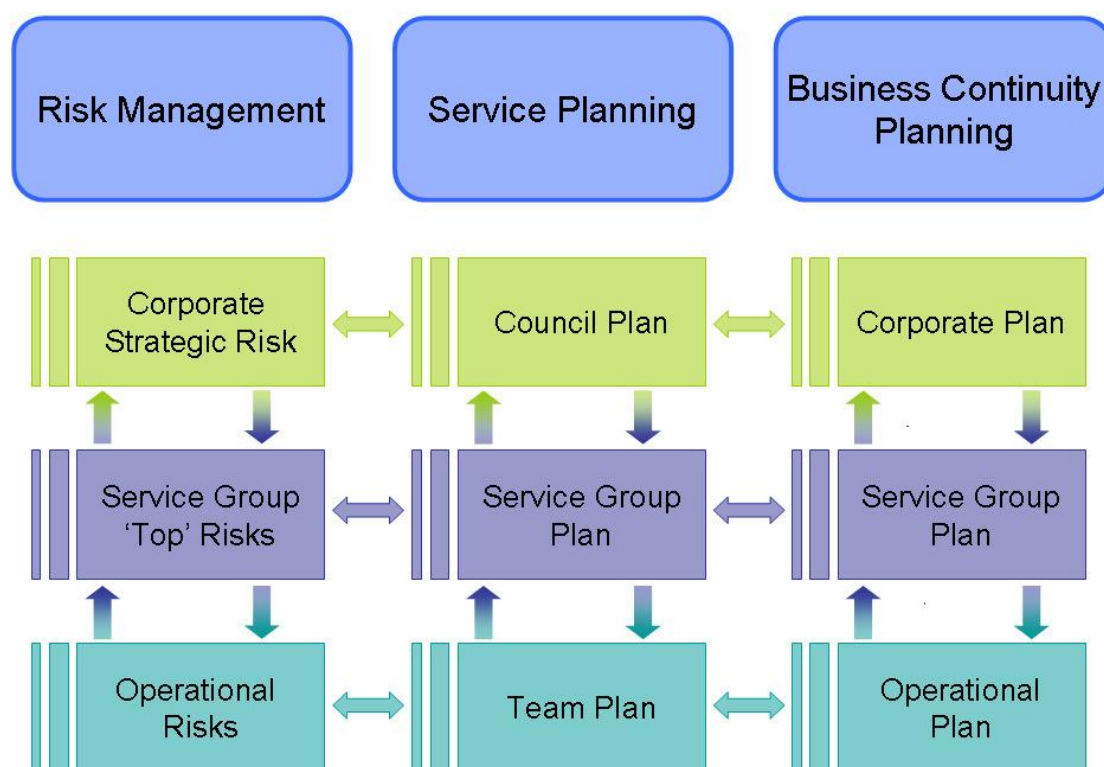 Risk Management
Service Planning
Business Continuity
Planning
Corporate
Strategic Risk
Council Plan
Corporate Plan
Service Group
‘Top’ Risks
Service Group
Plan
Service Group
Plan
Operational
Risks
Team Plan
Operational
Plan